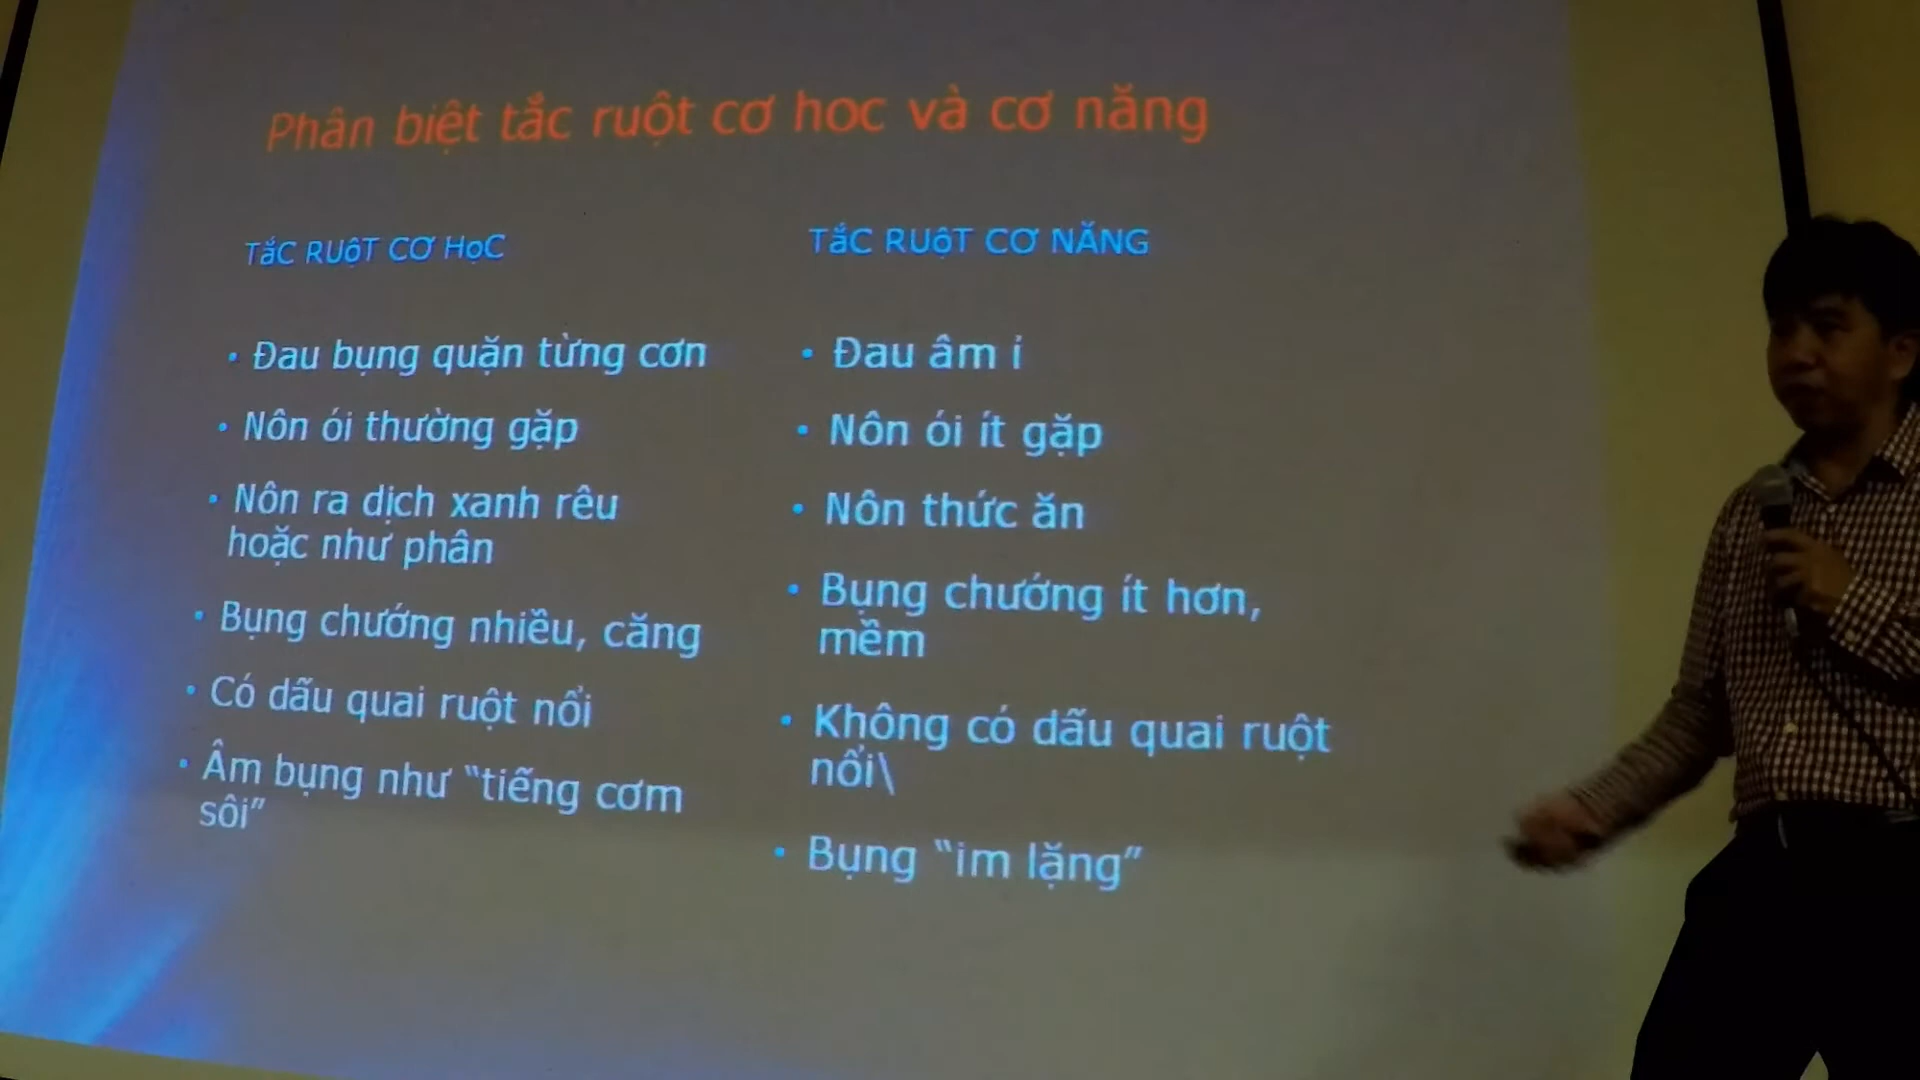 Phân biệt tắc ruột cơ học và cơ năng
TắC RUộT CƠ HọC
• Đau bụng quặn từng cơn
• Nôn ói thường gặp
• Nôn ra dịch xanh rêu
hoặc như phân
• Bụng chướng nhiều, căng
• Có dấu quai ruột nổi
• Âm bụng như “tiếng cơm
sôi”
TắC RUộT CƠ NĂNG
• Đau âm ỉ
• Nôn ói ít gặp
• Nôn thức ăn
• Bụng chướng ít hơn,
mềm
• Không có dấu quai ruột
nổi\
• Bụng “im lặng”